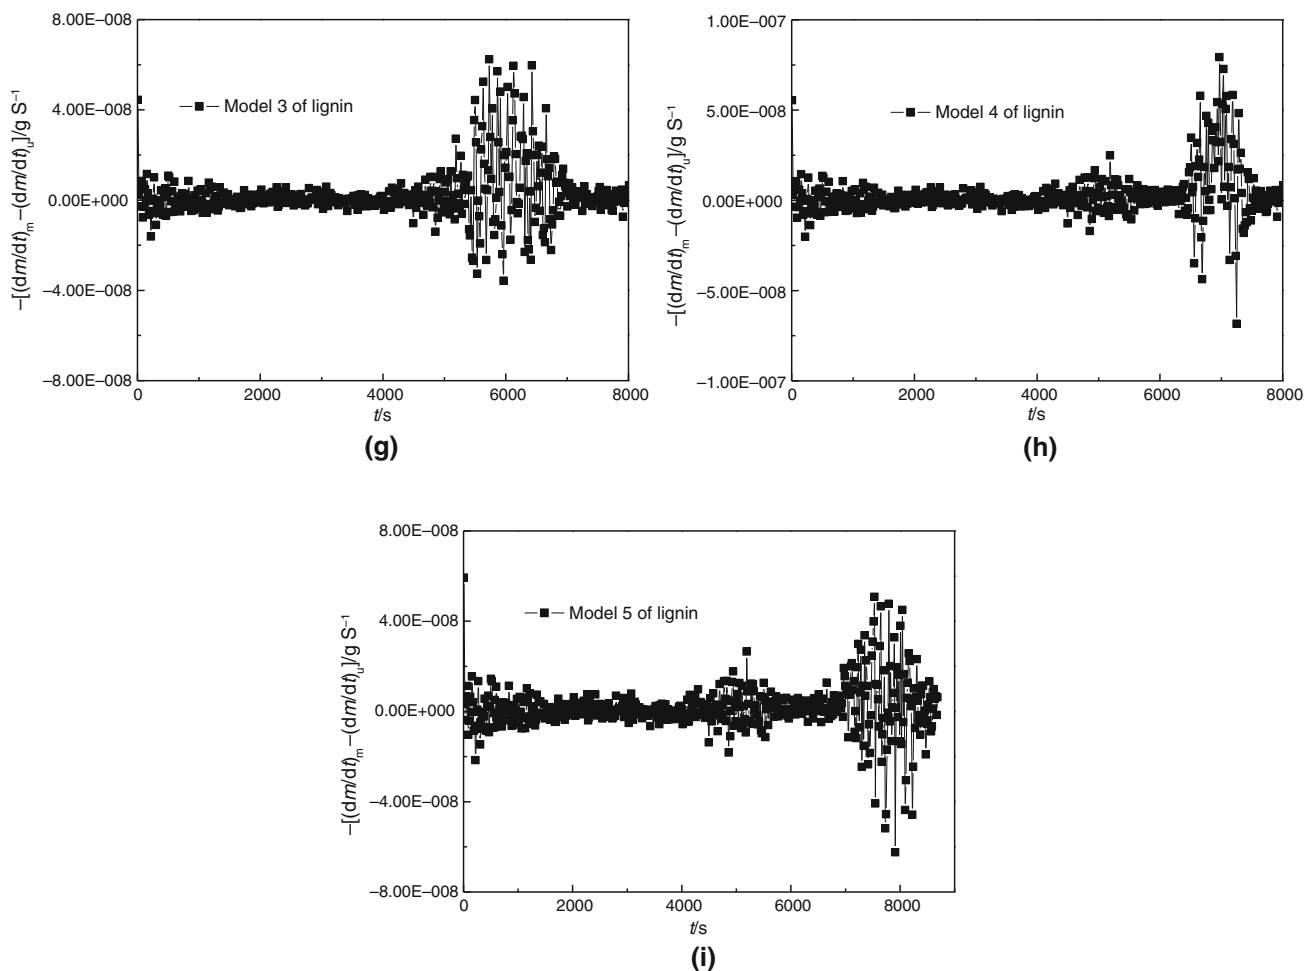 8.00E–008
4.00E–008
0.00E+000
–4.00E–008
–8.00E–008
–[(dm/dt)m –(dm/dt)u]/g S–1
Model 3 of lignin
0 2000 4000 6000 8000
t/s
(g)
1.00E–007
5.00E–008
0.00E+000
–5.00E–008
–1.00E–007
–[(dm/dt)m –(dm/dt)u]/g S–1
Model 4 of lignin
0 2000 4000 6000 8000
t/s
(h)
8.00E–008
4.00E–008
0.00E+000
–4.00E–008
–8.00E–008
–[(dm/dt)m –(dm/dt)u]/g S–1
Model 5 of lignin
0 2000 4000 6000 8000
t/s
(i)